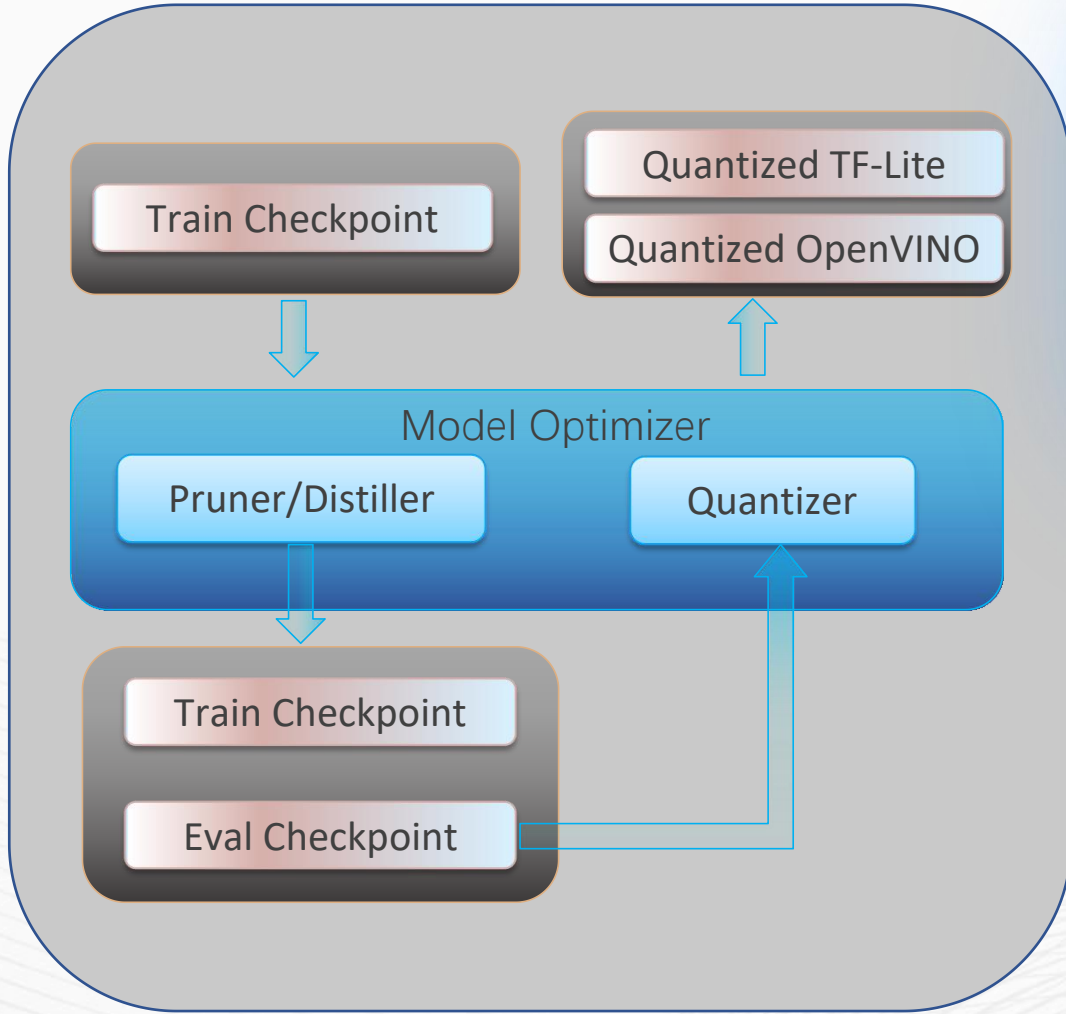 Train Checkpoint
Quantized TF-Lite
Quantized OpenVINO
Model Optimizer
Pruner/Distiller
Quantizer
Train Checkpoint
Eval Checkpoint